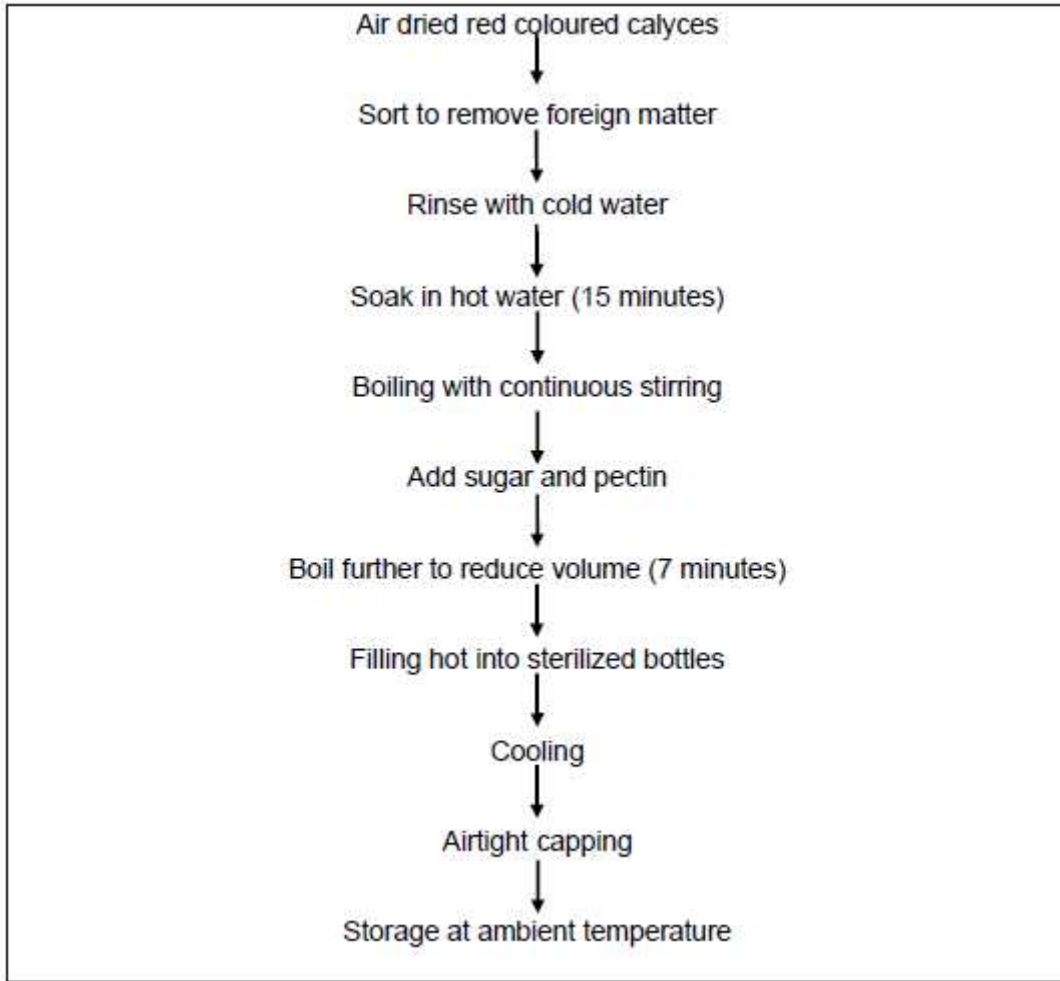 Air dried red coloured calyces
Sort to remove foreign matter
Rinse with cold water
Soak in hot water (15 minutes)
Boiling with continuous stirring
Add sugar and pectin
Boil further to reduce volume (7 minutes)
Filling hot into sterilized bottles
Cooling
Airtight capping
Storage at ambient temperature